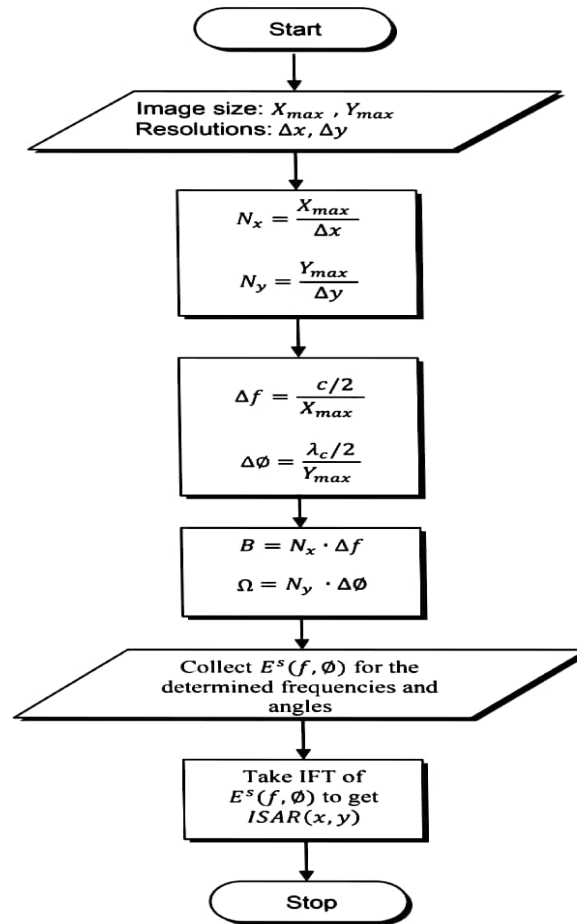 Start
Image size: X_max , Y_max
Resolutions: Δx, Δy
N_x = X_max / Δx
N_y = Y_max / Δy
Δf = c/2 / X_max
ΔØ = λ_c/2 / Y_max
B = N_x · Δf
Ω = N_y · ΔØ
Collect E^s(f, Ø) for the
determined frequencies and
angles
Take IFT of
E^s(f, Ø) to get
ISAR(x, y)
Stop